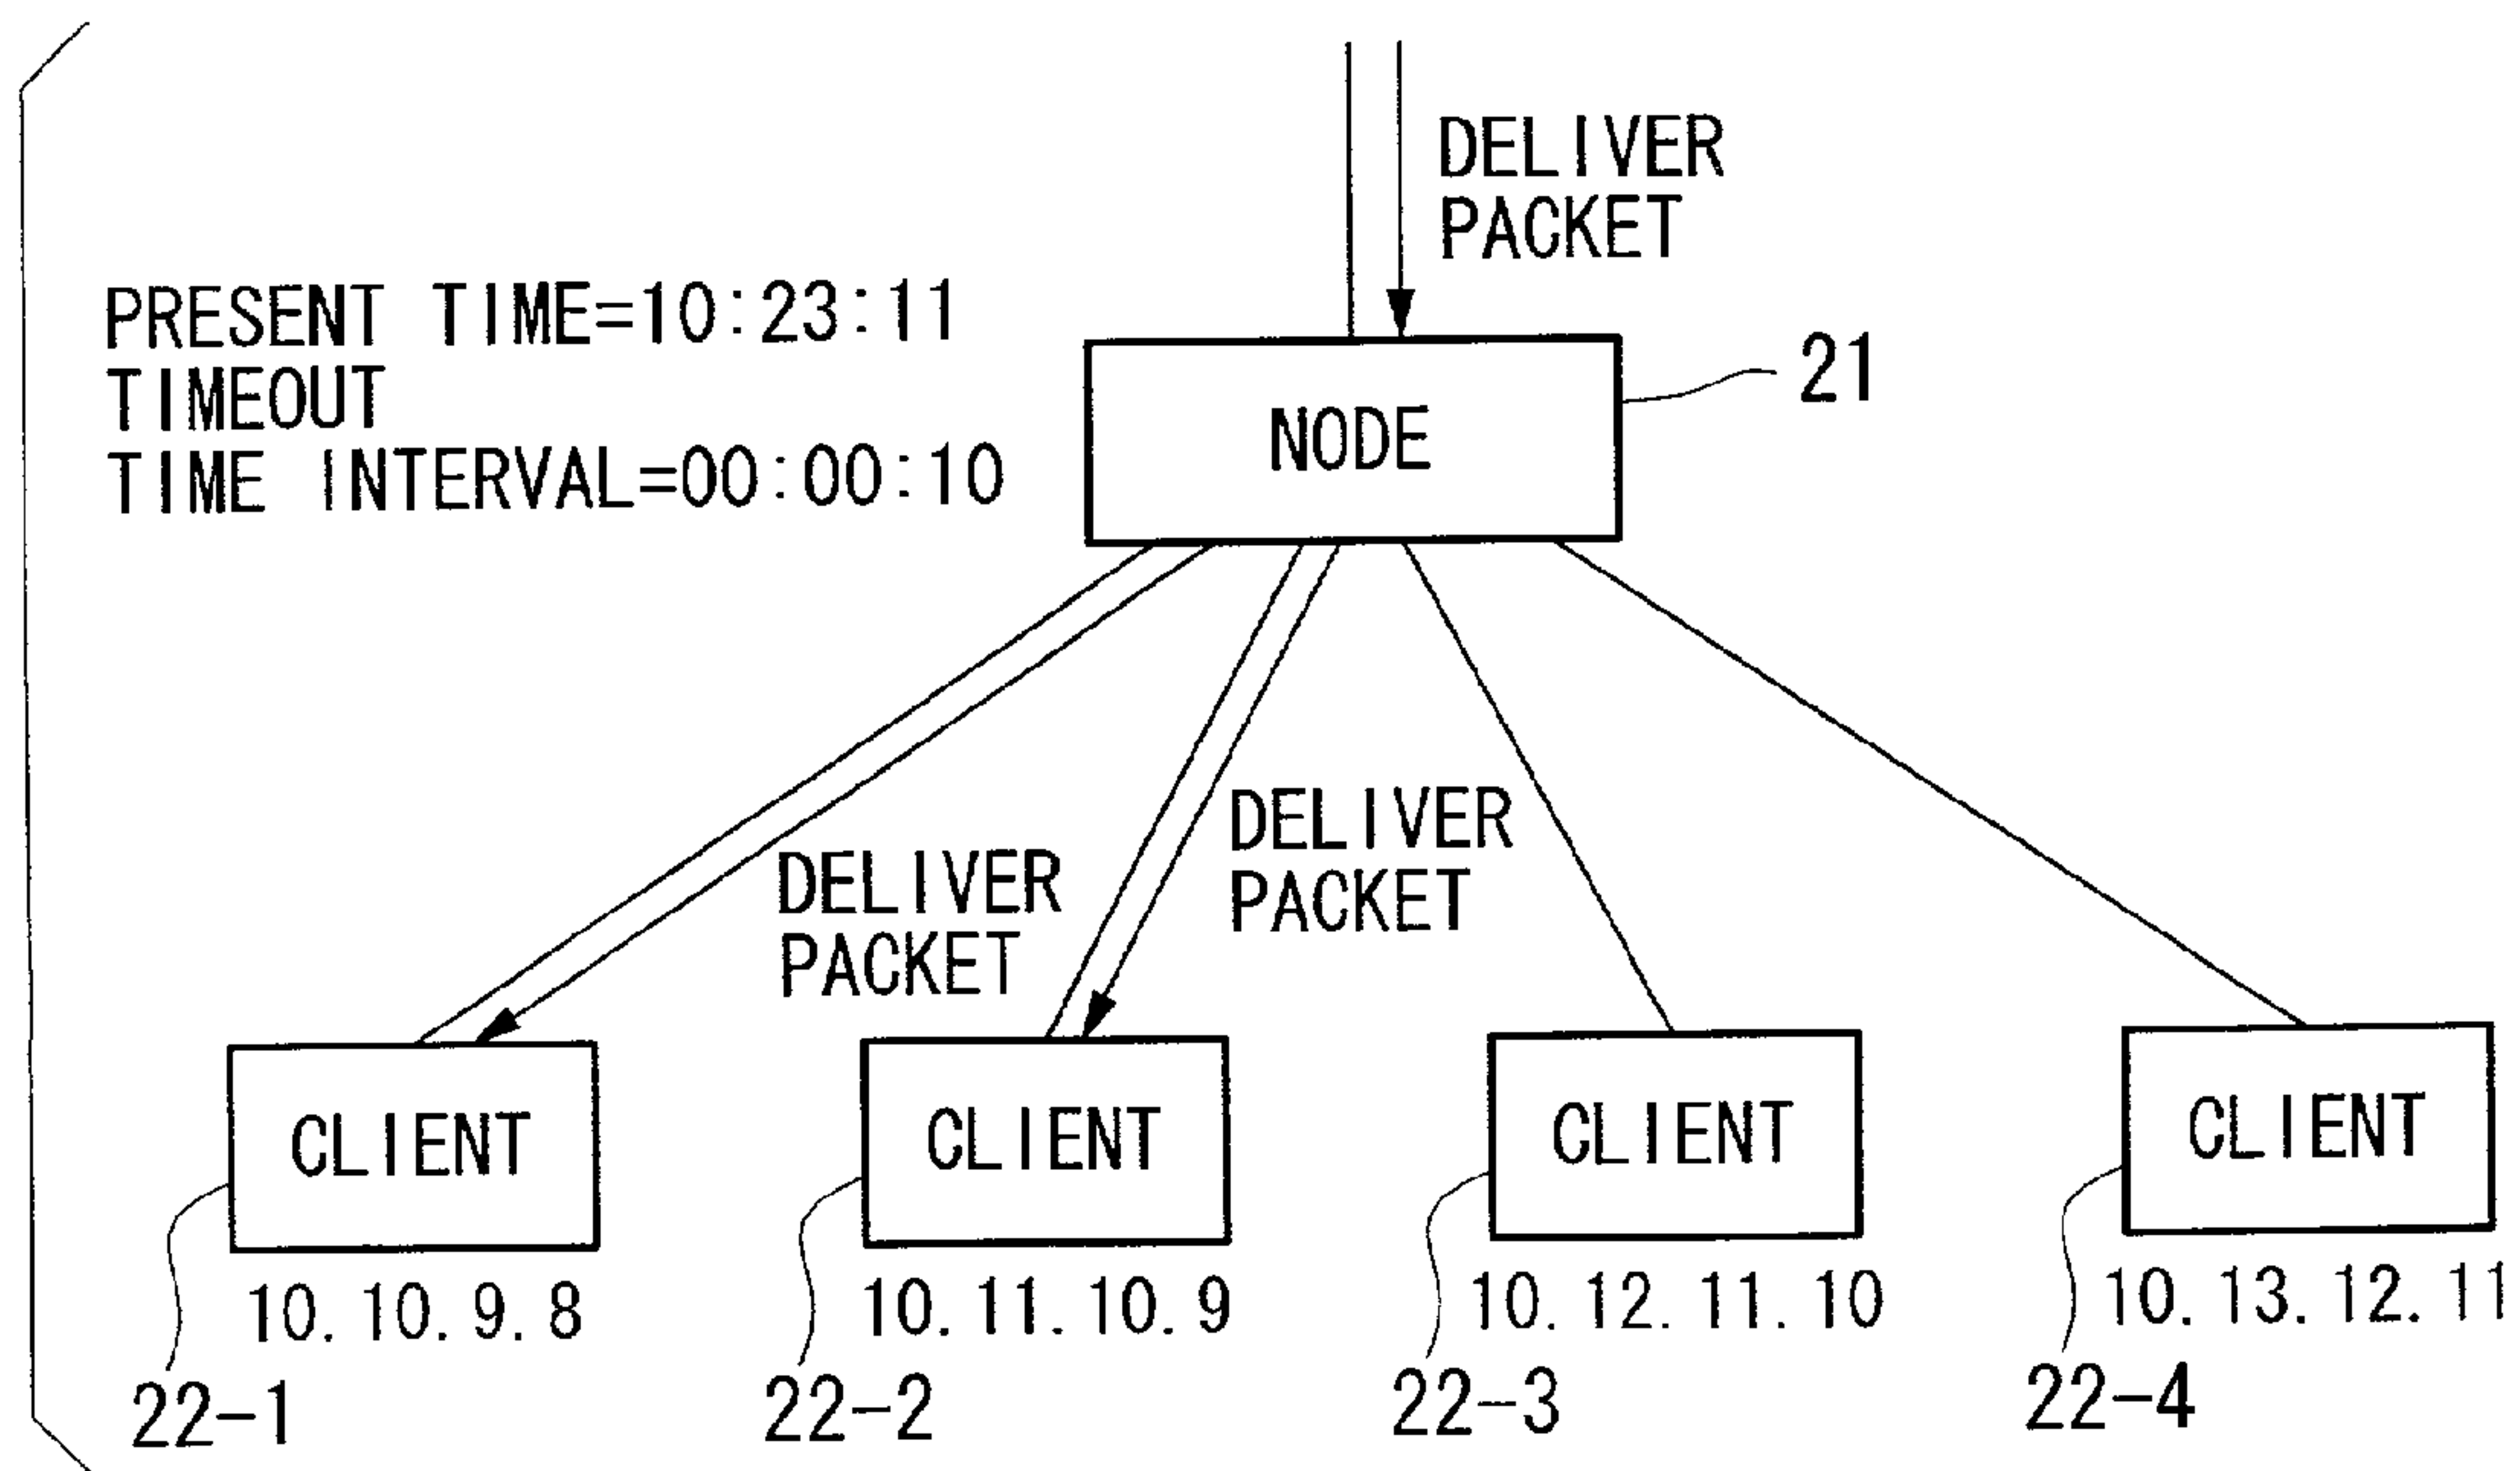 DELIVER
PACKET
PRESENT TIME=10:23:11
TIMEOUT
TIME INTERVAL=00:00:10
21
NODE
DELIVER
PACKET
DELIVER
PACKET
CLIENT
CLIENT
CLIENT
CLIENT
10. 10. 9. 8
10. 11. 10. 9
10. 12. 11. 10
10. 13. 12. 11
22-1
22-2
22-3
22-4